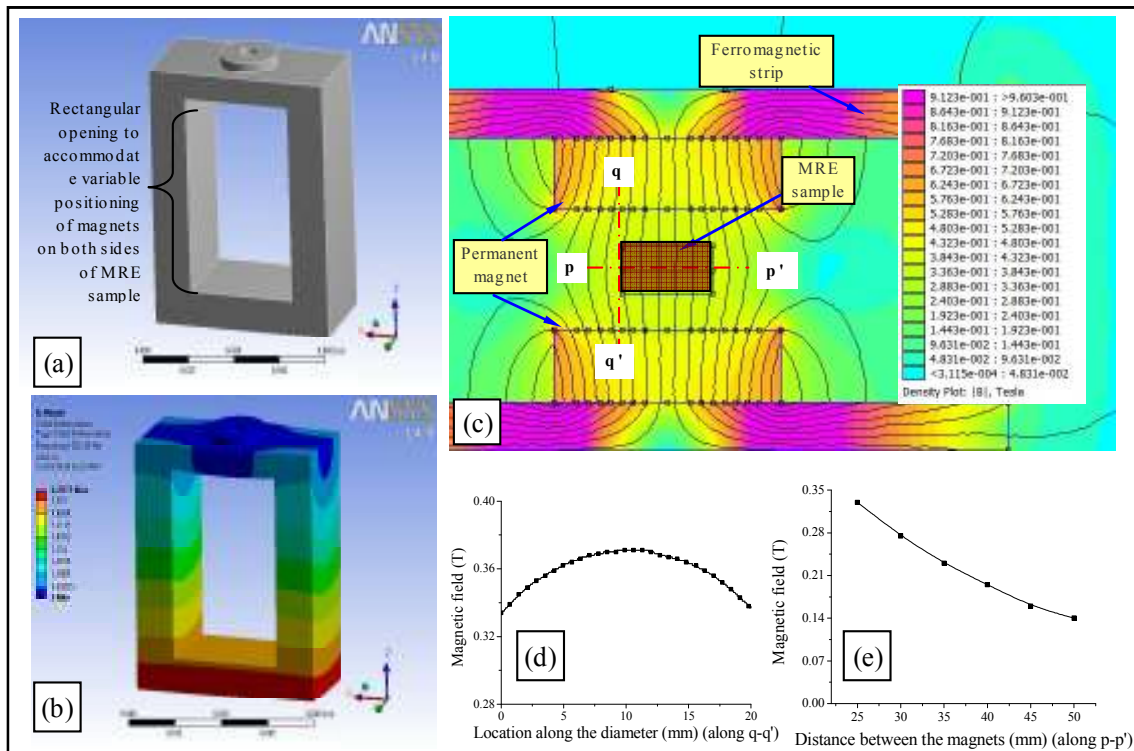 ANSYS
Rectangular
opening to
accommodat
e variable
positioning
of magnets
on both sides
of MRE
sample
(a)
ANSYS
(b)
Ferromagnetic
strip
MRE
sample
q
p
p'
Permanent
magnet
q'
(c)
9.123e-001 : >9.603e-001
8.643e-001 : 9.123e-001
8.163e-001 : 8.643e-001
7.683e-001 : 8.163e-001
7.203e-001 : 7.683e-001
6.723e-001 : 7.203e-001
6.243e-001 : 6.723e-001
5.763e-001 : 6.243e-001
5.283e-001 : 5.763e-001
4.803e-001 : 5.283e-001
4.323e-001 : 4.803e-001
3.843e-001 : 4.323e-001
3.363e-001 : 3.843e-001
2.883e-001 : 3.363e-001
2.403e-001 : 2.883e-001
1.923e-001 : 2.403e-001
1.443e-001 : 1.923e-001
9.631e-002 : 1.443e-001
4.831e-002 : 9.631e-002
<3.115e-004 : 4.831e-002
Density Plot: |B|, Tesla
0.40
0.36
0.32
0.28
Magnetic field (T)
(d)
0 5 10 15 20
Location along the diameter (mm) (along q-q')
0.35
0.28
0.21
0.14
0.07
0.00
Magnetic field (T)
(e)
25 30 35 40 45 50
Distance between the magnets (mm) (along p-p')